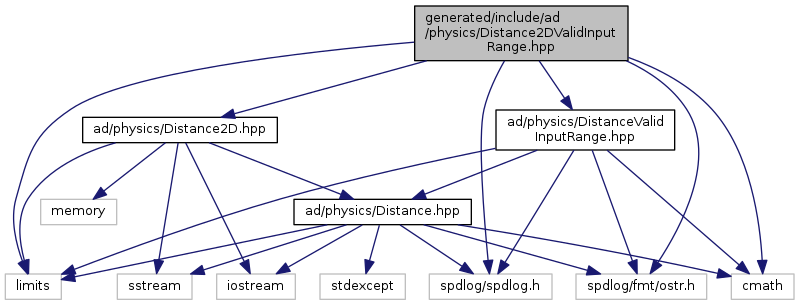 generated/include/ad
/physics/Distance2DValidInput
Range.hpp
ad/physics/Distance2D.hpp
ad/physics/DistanceValid
InputRange.hpp
memory
ad/physics/Distance.hpp
limits
sstream
iostream
stdexcept
spdlog/spdlog.h
spdlog/fmt/ostr.h
cmath